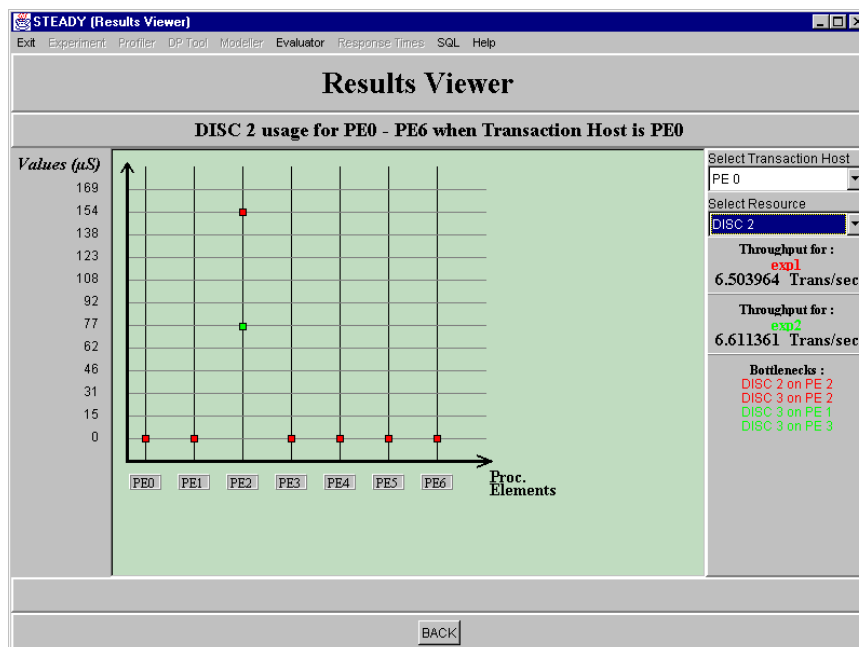 STEADY (Results Viewer)
Exit Experiment Profiler DP Tool Modeller Evaluator Response Times SQL Help
Results Viewer
DISC 2 usage for PE0 - PE6 when Transaction Host is PE0
Values (µS)
169
154
138
123
108
92
77
62
46
31
15
0
PE0 PE1 PE2 PE3 PE4 PE5 PE6
Proc.
Elements
Select Transaction Host
PE 0
Select Resource
DISC 2
Throughput for :
exp1
6.503964 Trans/sec
Throughput for :
exp2
6.611361 Trans/sec
Bottlenecks :
DISC 2 on PE 2
DISC 3 on PE 2
DISC 3 on PE 1
DISC 3 on PE 3
BACK